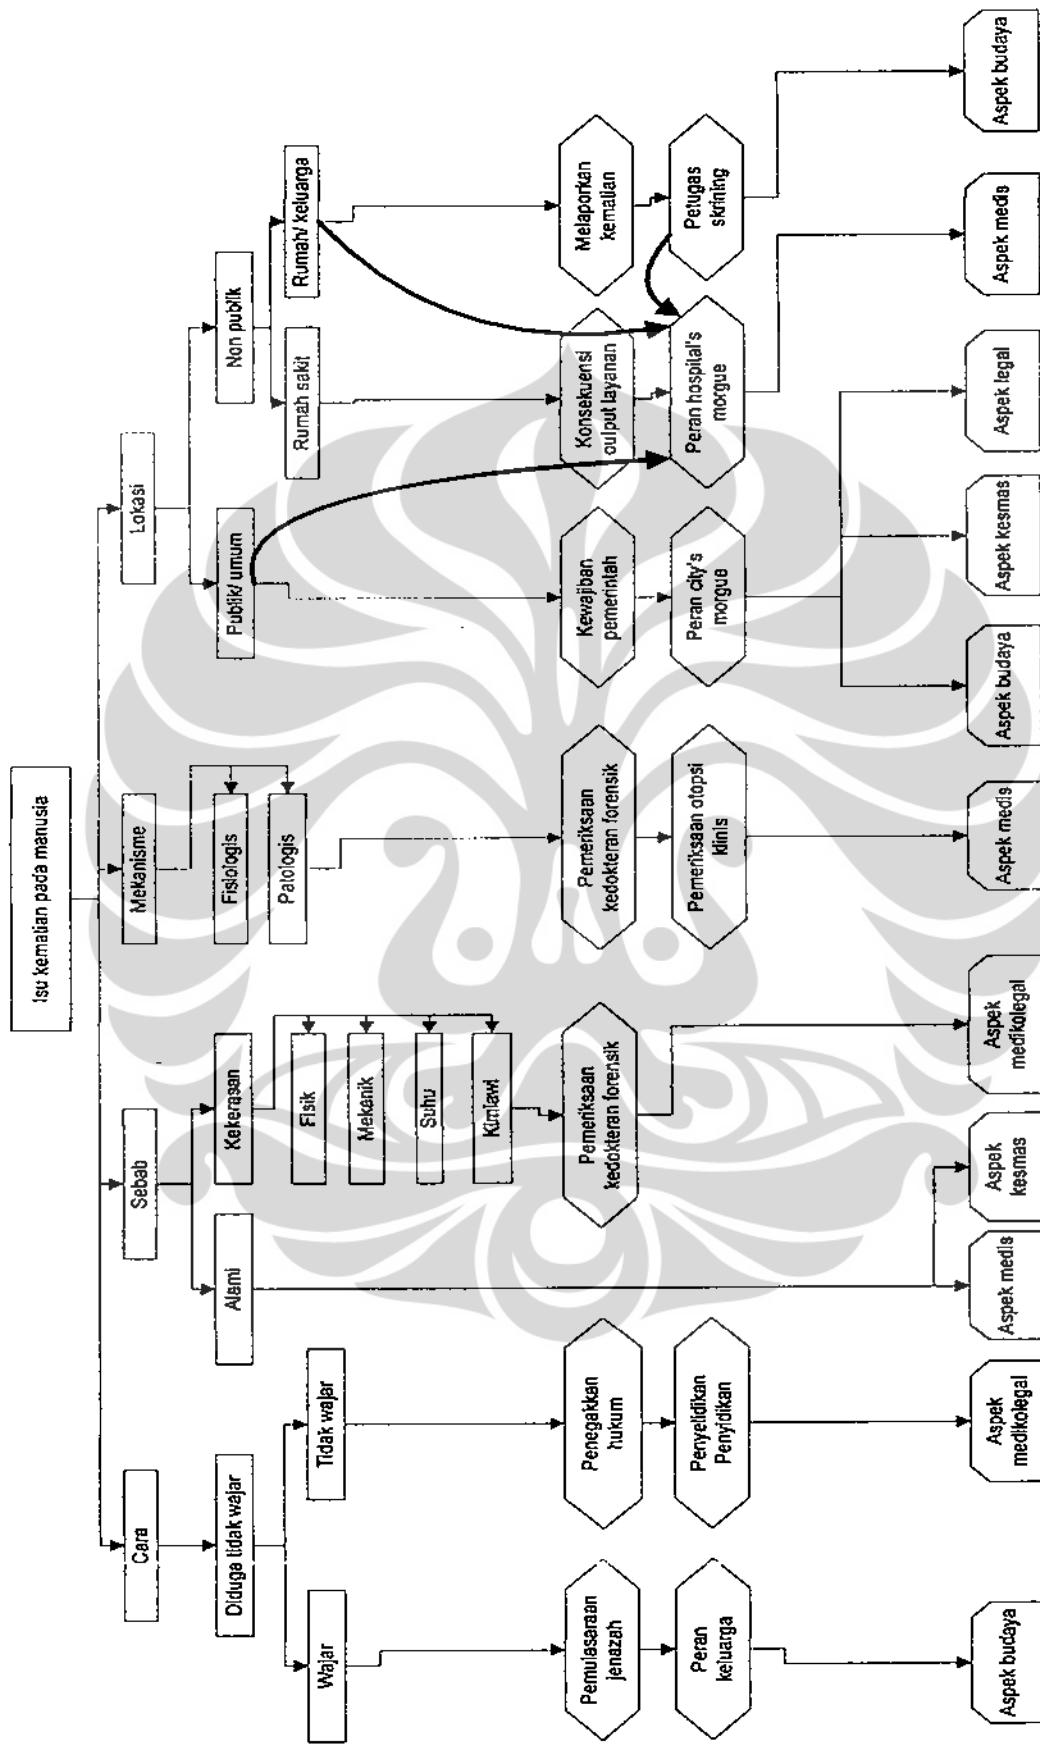 Isu kematian pada manusia
Cara
Sebab
Mekanisme
Lokasi
Diduga tidak wajar
Alami
Kekerasan
Fisiologis
Patologis
Publik/ umum
Non publik
Wajar
Tidak wajar
Fisik
Mekanik
Suhu
Kimiawi
Rumah sakit
Rumah/ keluarga
Pemulasaraan
jenazah
Penegakkan
hukum
Pemeriksaan
kedokteran forensik
Pemeriksaan
kedokteran forensik
Kewajiban
pemerintah
Konsekuensi
output layanan
Melaporkan
kematian
Peran
keluarga
Penyelidikan
Penyidikan
Pemeriksaan otopsi
klinis
Peran city's
morgue
Peran hospital's
morgue
Petugas
skrining
Aspek budaya
Aspek
medikolegal
Aspek medis
Aspek
kesmas
Aspek
medikolegal
Aspek medis
Aspek budaya
Aspek kesmas
Aspek legal
Aspek medis
Aspek budaya